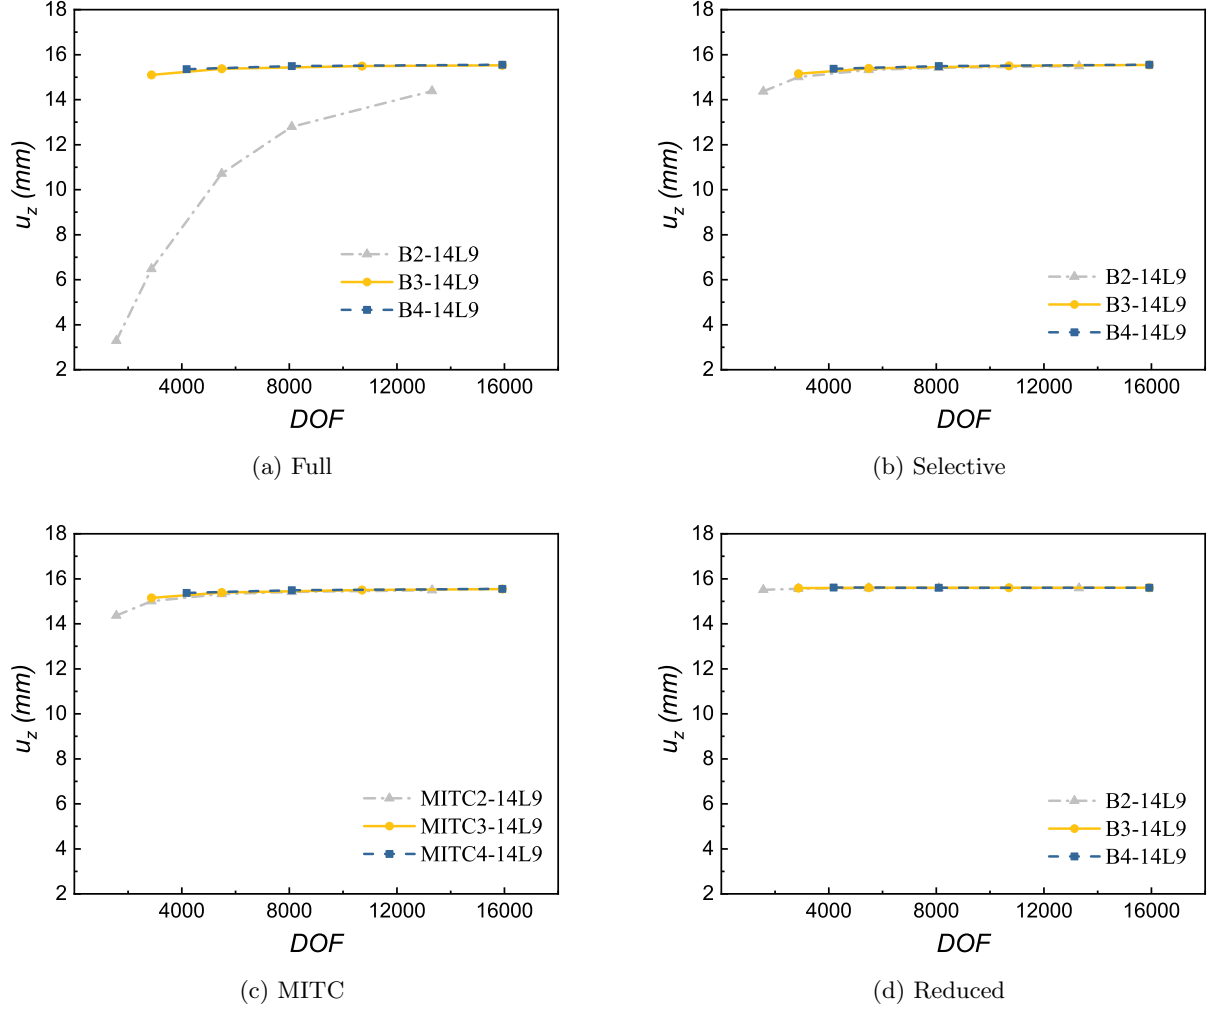 18
16
14
12
10
8
6
4
2
u_z (mm)
4000 8000 12000 16000
DOF
B2-14L9
B3-14L9
B4-14L9
(a) Full
18
16
14
12
10
8
6
4
2
u_z (mm)
4000 8000 12000 16000
DOF
B2-14L9
B3-14L9
B4-14L9
(b) Selective
18
16
14
12
10
8
6
4
2
u_z (mm)
4000 8000 12000 16000
DOF
MITC2-14L9
MITC3-14L9
MITC4-14L9
(c) MITC
18
16
14
12
10
8
6
4
2
u_z (mm)
4000 8000 12000 16000
DOF
B2-14L9
B3-14L9
B4-14L9
(d) Reduced